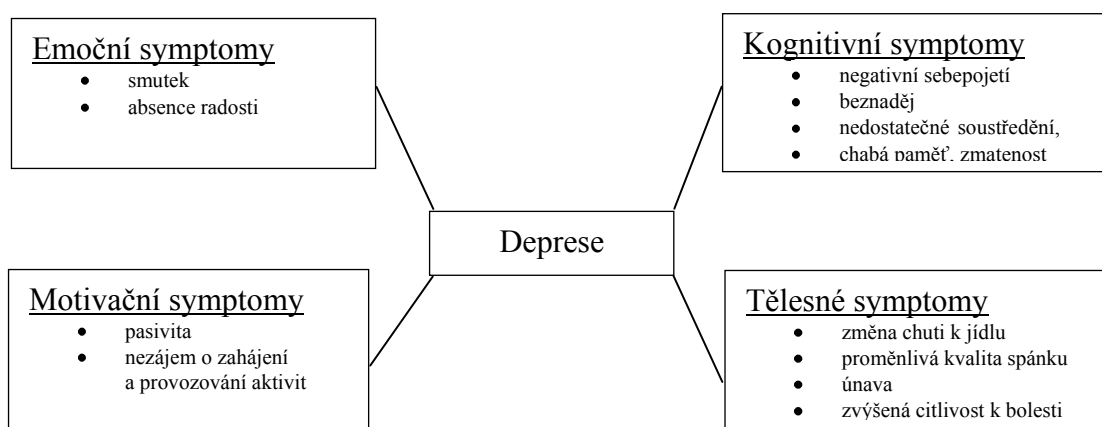 Emoční symptomy
smutek
absence radosti
Kognitivní symptomy
negativní sebepojetí
beznaděj
nedostatečné soustředění,
chabá paměť, zmatenost
Deprese
Motivační symptomy
pasivita
nezájem o zahájení
a provozování aktivit
Tělesné symptomy
změna chuti k jídlu
proměnlivá kvalita spánku
únava
zvýšená citlivost k bolesti